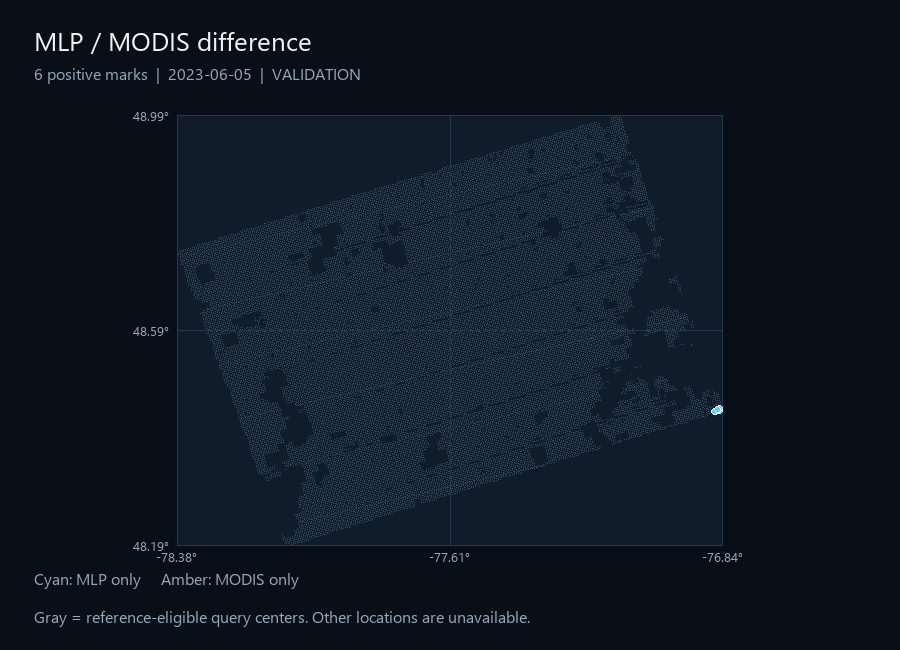 MLP / MODIS difference
6 positive marks | 2023-06-05 | VALIDATION
48.99°
48.59°
48.19°
-78.38° -77.61° -76.84°
Cyan: MLP only Amber: MODIS only
Gray = reference-eligible query centers. Other locations are unavailable.